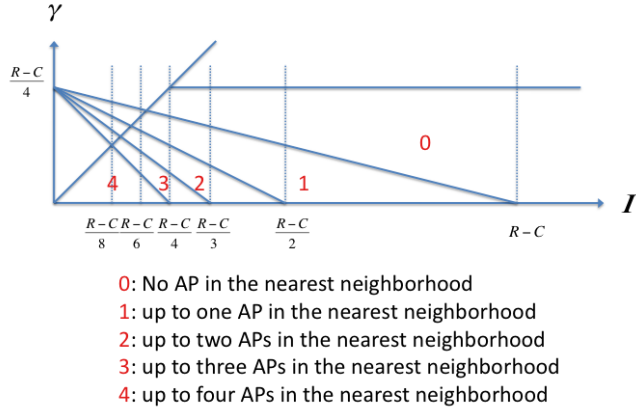 γ
R−C
4
0
4 3 2 1
I
R−C R−C R−C R−C R−C R−C
8 6 4 3 2
0: No AP in the nearest neighborhood
1: up to one AP in the nearest neighborhood
2: up to two APs in the nearest neighborhood
3: up to three APs in the nearest neighborhood
4: up to four APs in the nearest neighborhood